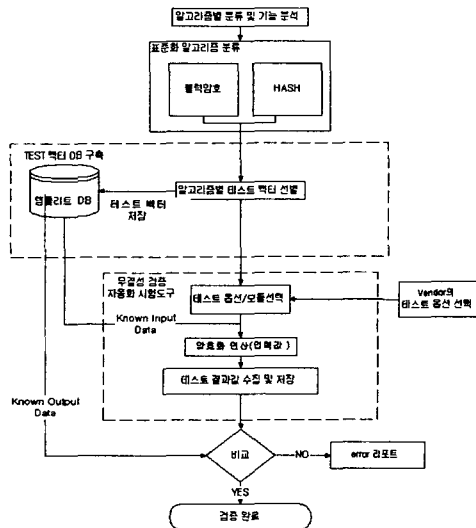 알고리즘별 분류 및 기능 분석
표준화 알고리즘 분류
블럭암호
HASH
TEST 벡터 DB 구축
앰플리트 DB
테스트 벡터
저장
알고리즘별 테스트 벡터 선별
무결성 검증
자동화 시험도구
테스트 옵션/모듈선택
Vendor의
테스트 옵션 선택
Known Input
Data
암호화 연산(입력값)
테스트 결과값 수집 및 저장
Known Output
Data
비교
NO
error 리포트
YES
검증 완료